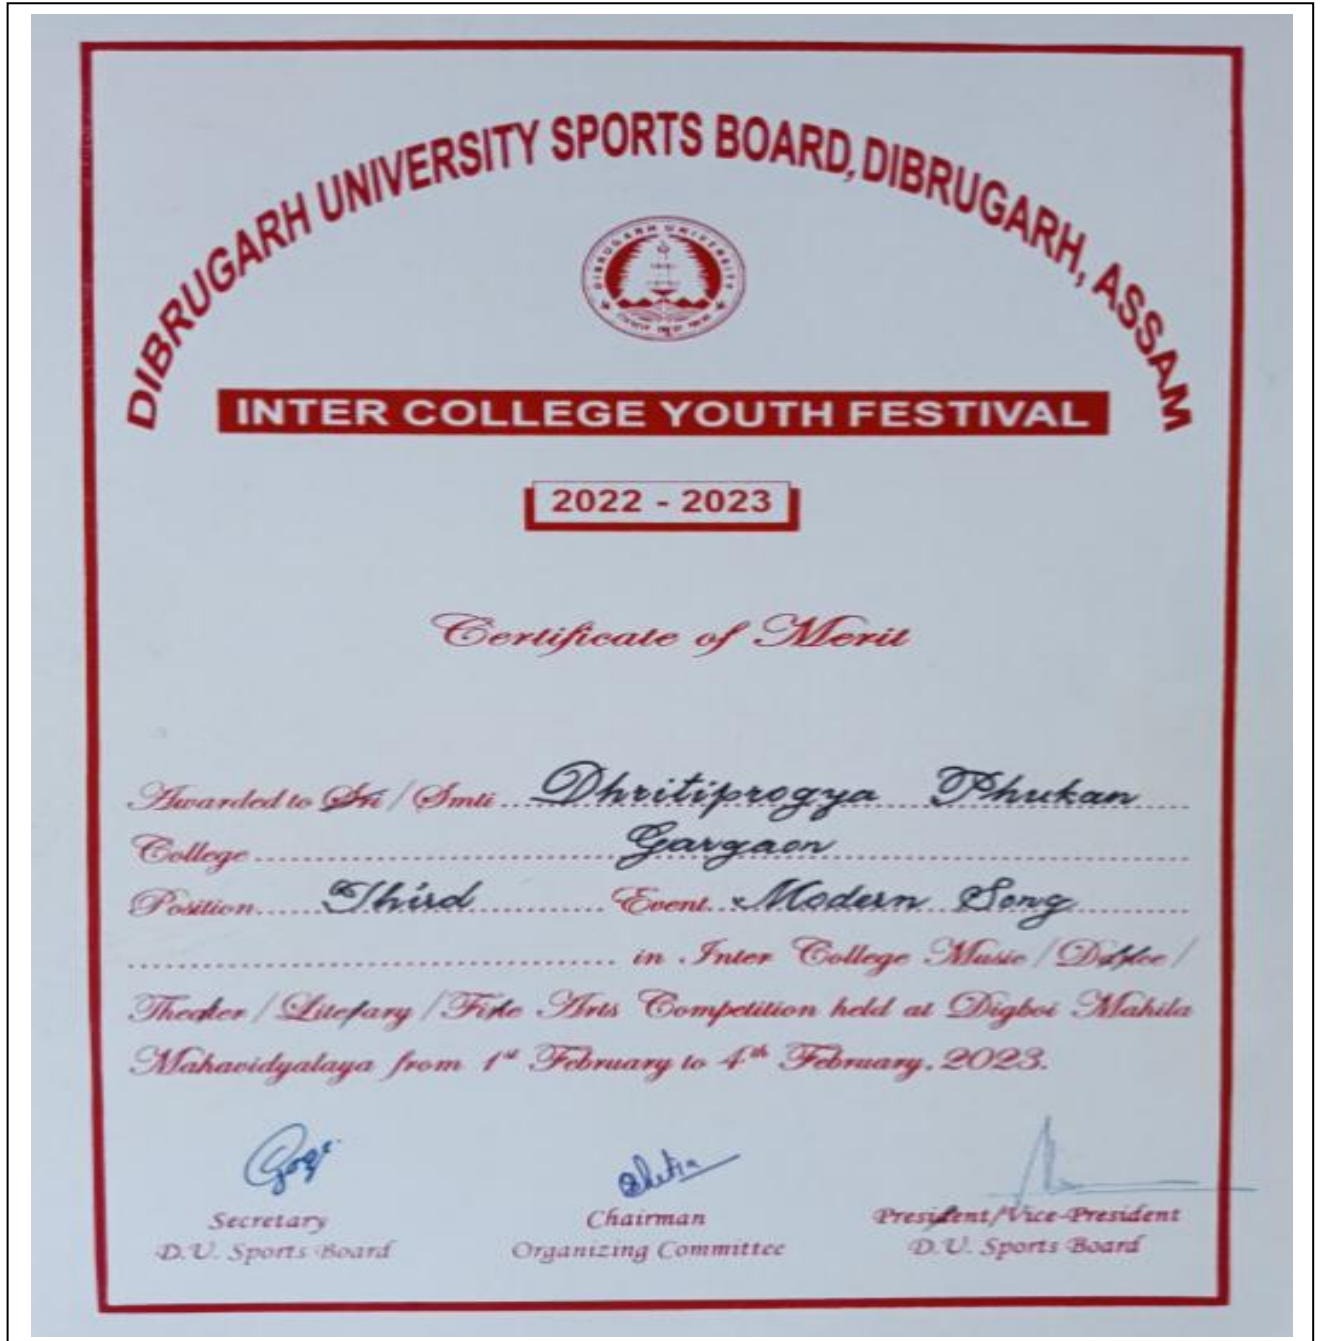 DIBRUGARH UNIVERSITY SPORTS BOARD, DIBRUGARH, ASSAM
DIBRUGARH UNIVERSITY
INTER COLLEGE YOUTH FESTIVAL
2022 - 2023
Certificate of Merit
Awarded to Sri / Smti Dhritiprogya Phukan
College Gargaon
Position Third Event Modern Song
in Inter College Music / Dance /
Theater / Literary / Fine Arts Competition held at Digboi Mahila
Mahavidyalaya from 1st February to 4th February, 2023.
Secretary Chairman President/Vice-President
D.U. Sports Board Organizing Committee D.U. Sports Board